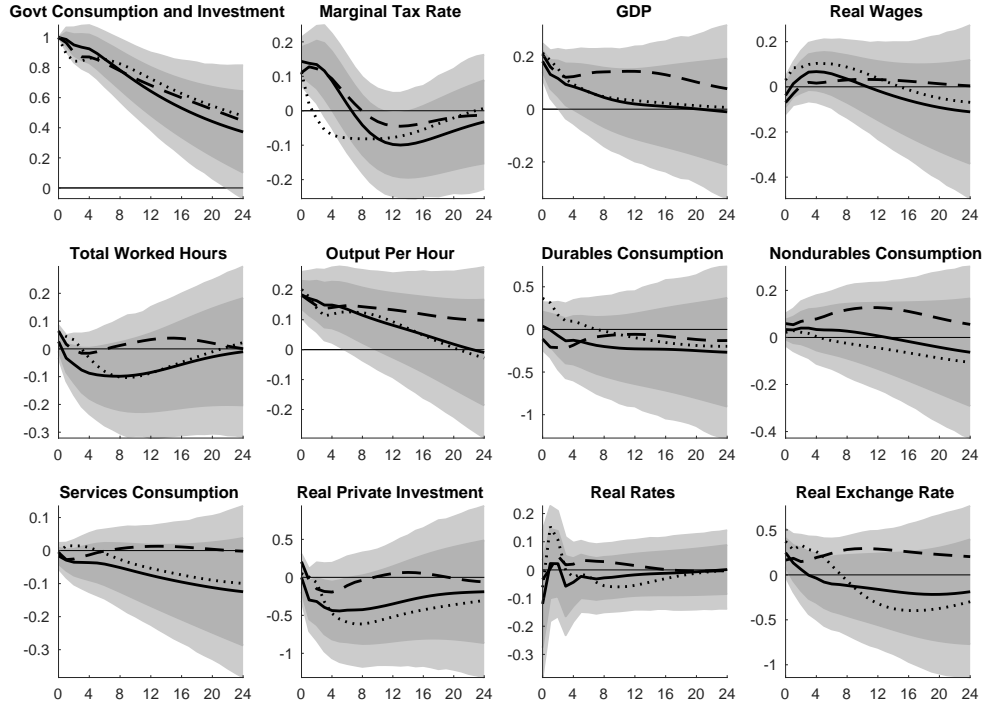 Govt Consumption and Investment
1
0.8
0.6
0.4
0.2
0
0 4 8 12 16 20 24
Marginal Tax Rate
0.2
0.1
0
-0.1
-0.2
0 4 8 12 16 20 24
GDP
0.2
0
-0.2
0 4 8 12 16 20 24
Real Wages
0.2
0
-0.2
-0.4
0 4 8 12 16 20 24
Total Worked Hours
0.2
0.1
0
-0.1
-0.2
-0.3
0 4 8 12 16 20 24
Output Per Hour
0.2
0.1
0
-0.1
-0.2
0 4 8 12 16 20 24
Durables Consumption
0.5
0
-0.5
-1
0 4 8 12 16 20 24
Nondurables Consumption
0.2
0
-0.2
-0.4
0 4 8 12 16 20 24
Services Consumption
0.1
0
-0.1
-0.2
-0.3
0 4 8 12 16 20 24
Real Private Investment
0.5
0
-0.5
-1
0 4 8 12 16 20 24
Real Rates
0.2
0.1
0
-0.1
-0.2
-0.3
0 4 8 12 16 20 24
Real Exchange Rate
0.5
0
-0.5
-1
0 4 8 12 16 20 24